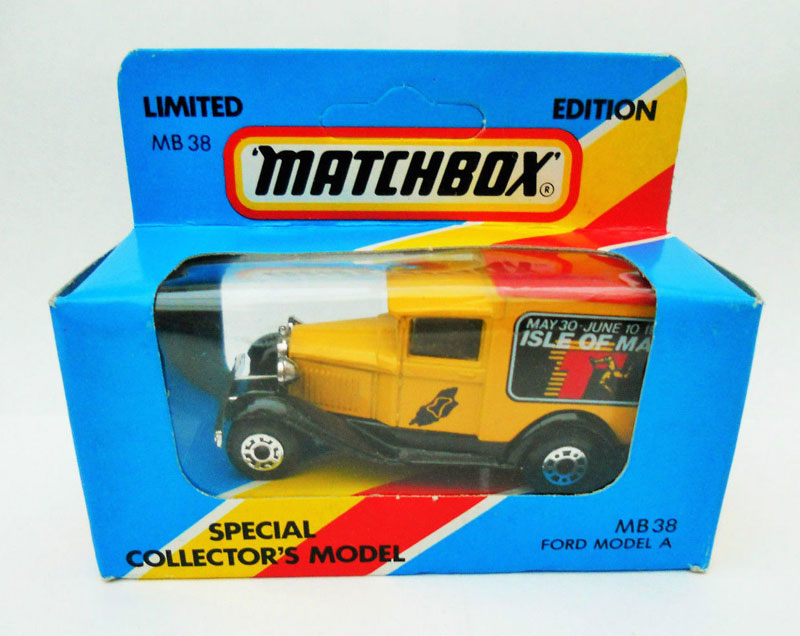 LIMITED EDITION
MB 38
'MATCHBOX'®
MAY 30 - JUNE 10
ISLE OF MA
SPECIAL
COLLECTOR'S MODEL
MB 38
FORD MODEL A